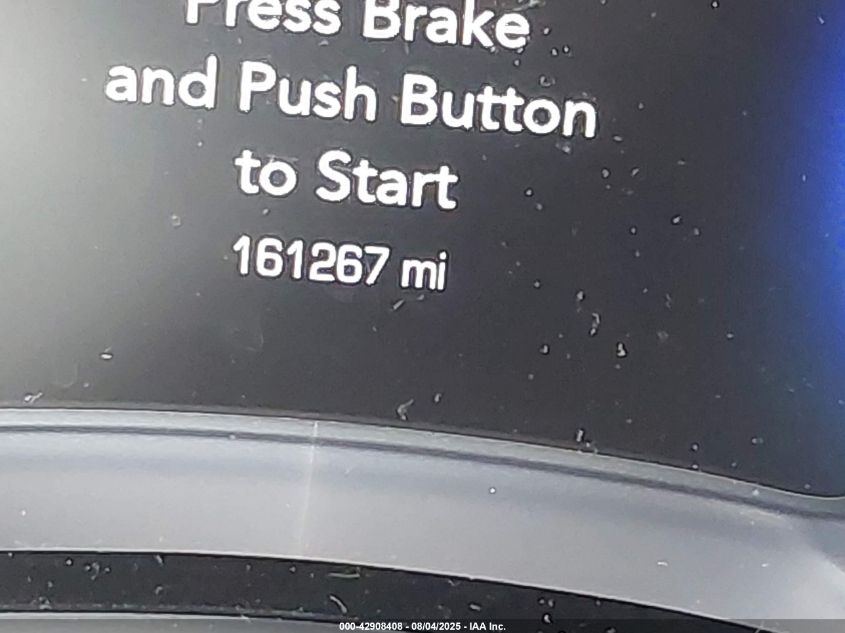 Press Brake
and Push Button
to Start
161267 mi
000-42908408 - 08/04/2025 - IAA Inc.